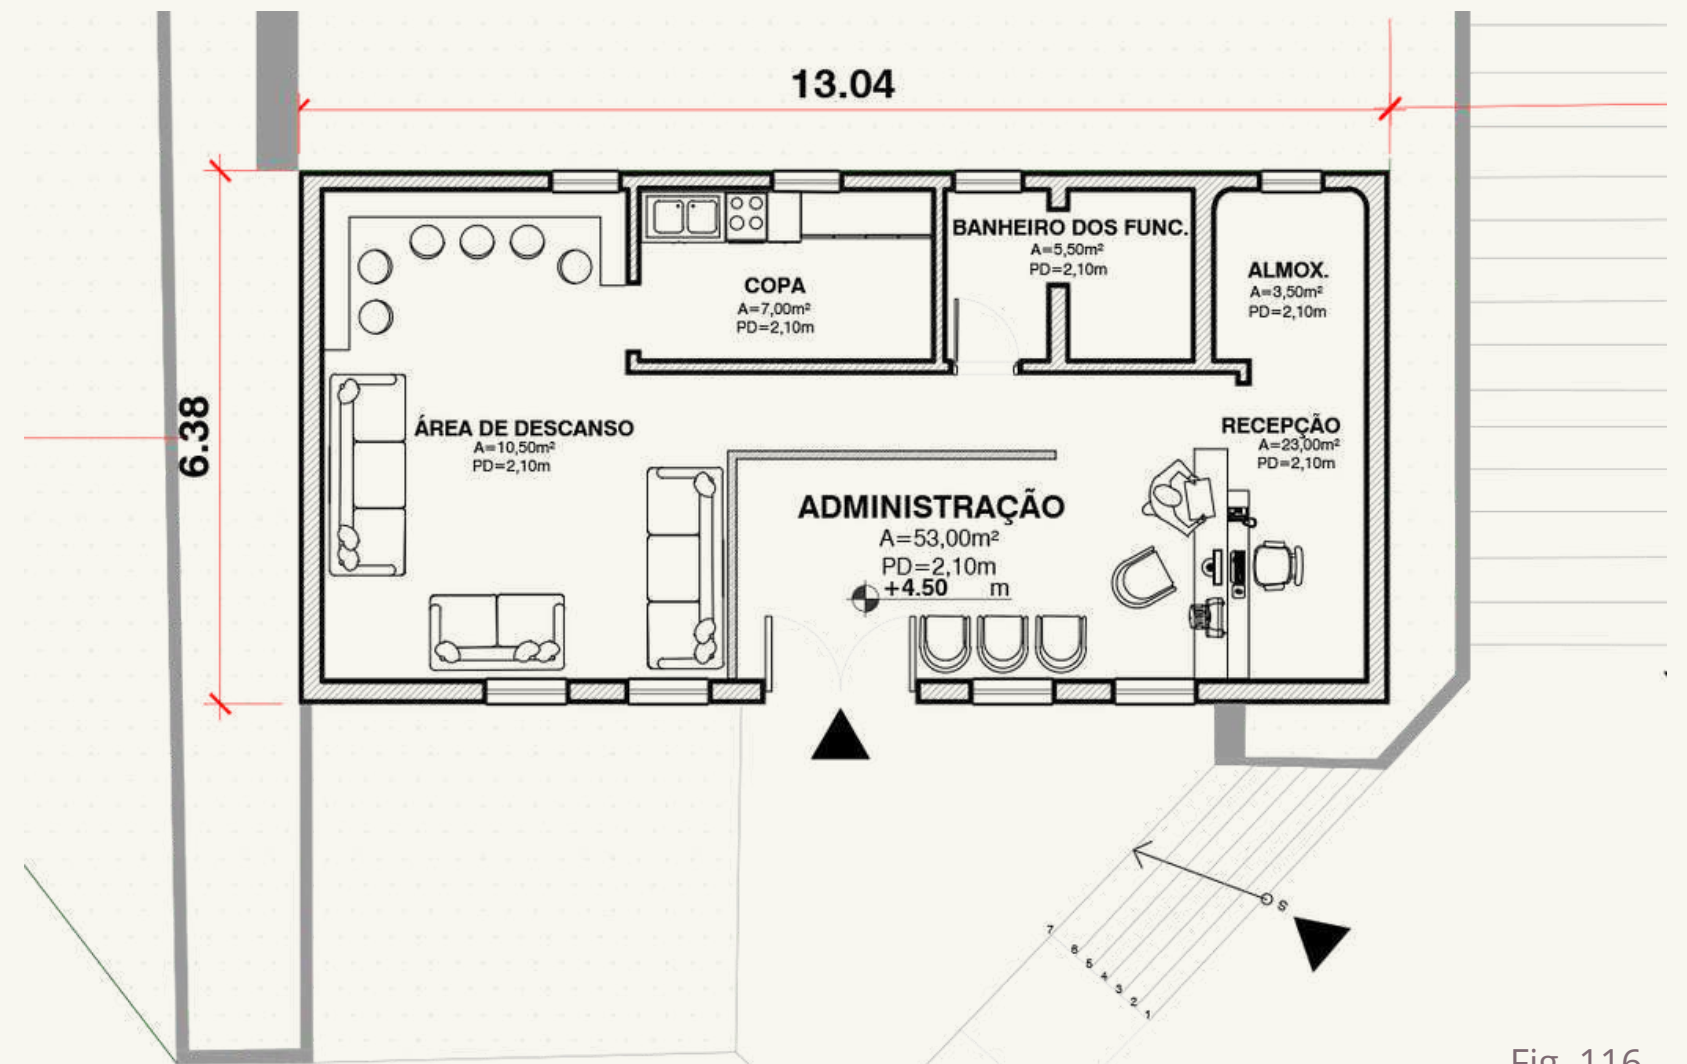 13.04
6.38
BANHEIRO DOS FUNC.
A=5,50m²
PD=2,10m
COPA
A=7,00m²
PD=2,10m
ALMOX.
A=3,50m²
PD=2,10m
ÁREA DE DESCANSO
A=10,50m²
PD=2,10m
RECEPÇÃO
A=23,00m²
PD=2,10m
ADMINISTRAÇÃO
A=53,00m²
PD=2,10m
+4.50 m
S
7
6
5
4
3
2
1
Fig. 116